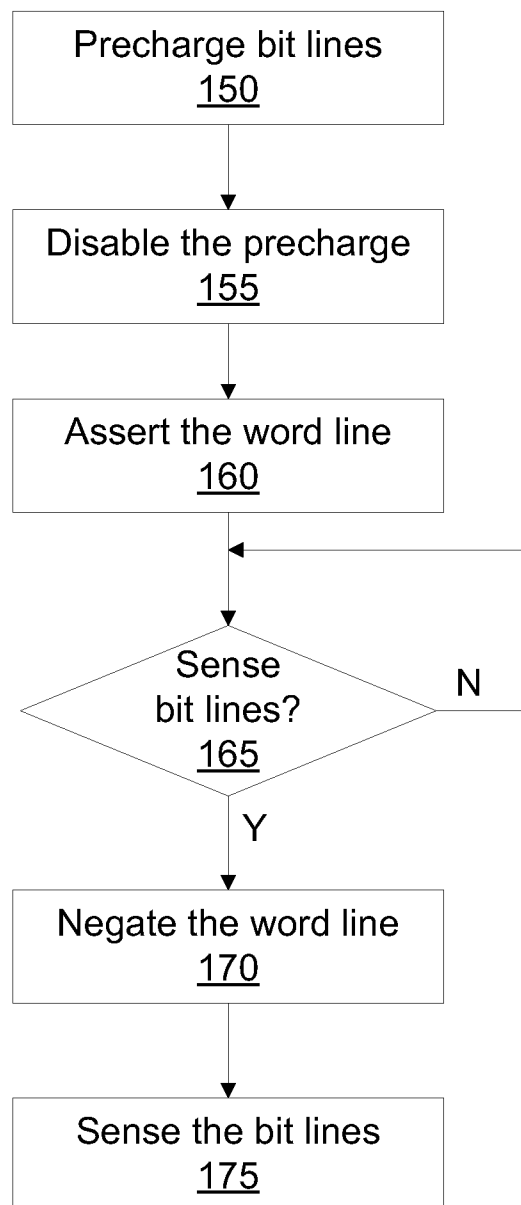 Precharge bit lines
150
Disable the precharge
155
Assert the word line
160
Sense
bit lines?
165
N
Y
Negate the word line
170
Sense the bit lines
175